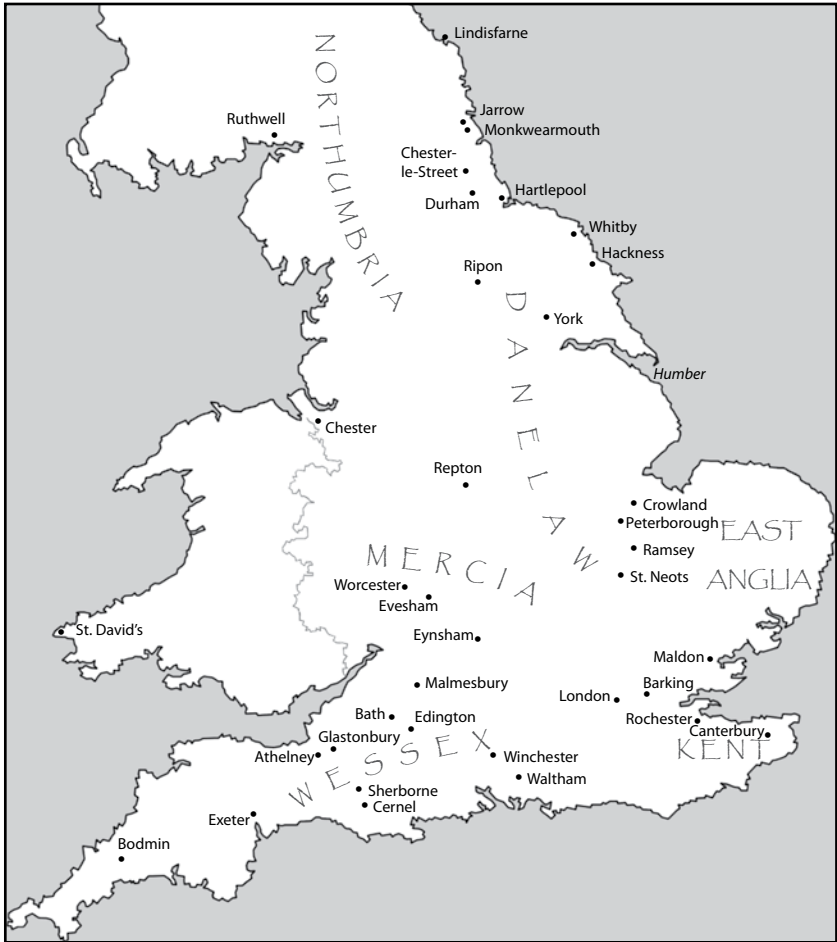 Lindisfarne
NORTHUMBRIA
Jarrow
Ruthwell
Monkwearmouth
Chester-
le-Street
Hartlepool
Durham
Whitby
Hackness
Ripon
DANELAW
York
Humber
Chester
Repton
Crowland
Peterborough
EAST
Ramsey
MERCIA
St. Neots
ANGLIA
Worcester
Evesham
St. David's
Eynsham
Maldon
Malmesbury
Barking
London
Bath
Edington
Rochester
Canterbury
Glastonbury
WESSEX
KENT
Athelney
Winchester
Waltham
Sherborne
Cernel
Exeter
Bodmin